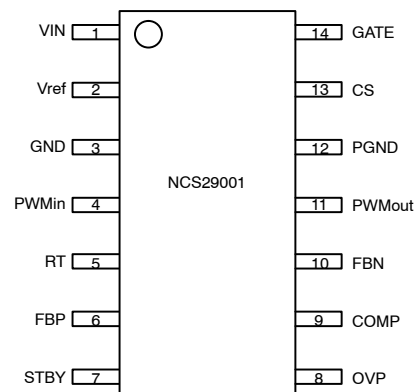 VIN 1 14 GATE
Vref 2 13 CS
GND 3 12 PGND
NCS29001
PWMin 4 11 PWMout
RT 5 10 FBN
FBP 6 9 COMP
STBY 7 8 OVP